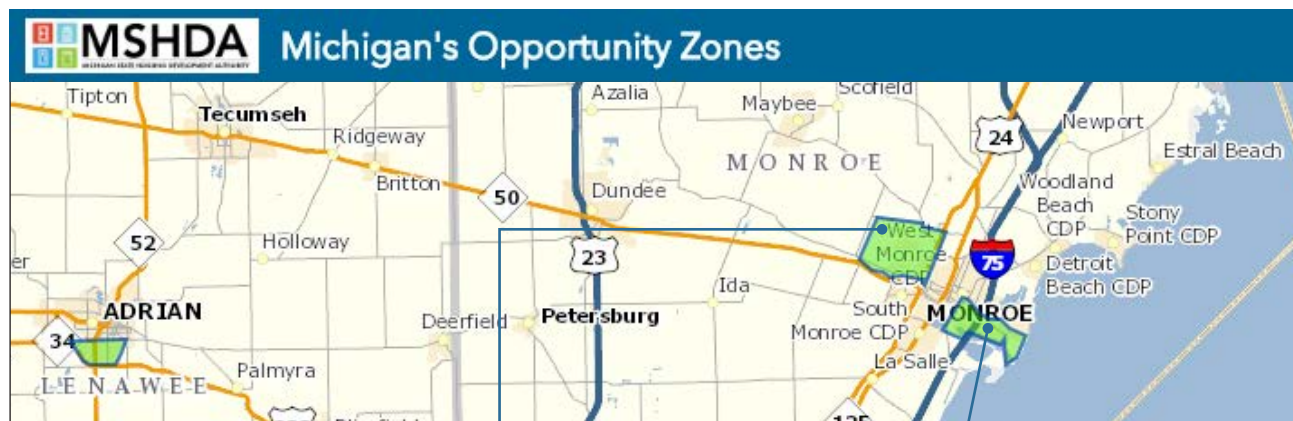 MSHDA
MICHIGAN STATE HOUSING DEVELOPMENT AUTHORITY
Michigan's Opportunity Zones
Tipton
Tecumseh
Ridgeway
Britton
Azalia
Maybee
Scofield
24
Newport
MONROE
Estral Beach
50
Dundee
Woodland
Beach
CDP
Stony
Point CDP
52
Holloway
23
West
Monroe
CDP
75
Detroit
Beach CDP
er
Ida
ADRIAN
Deerfield
Petersburg
South
Monroe CDP
MONROE
34
La Salle
Palmyra
LENAWEE
125